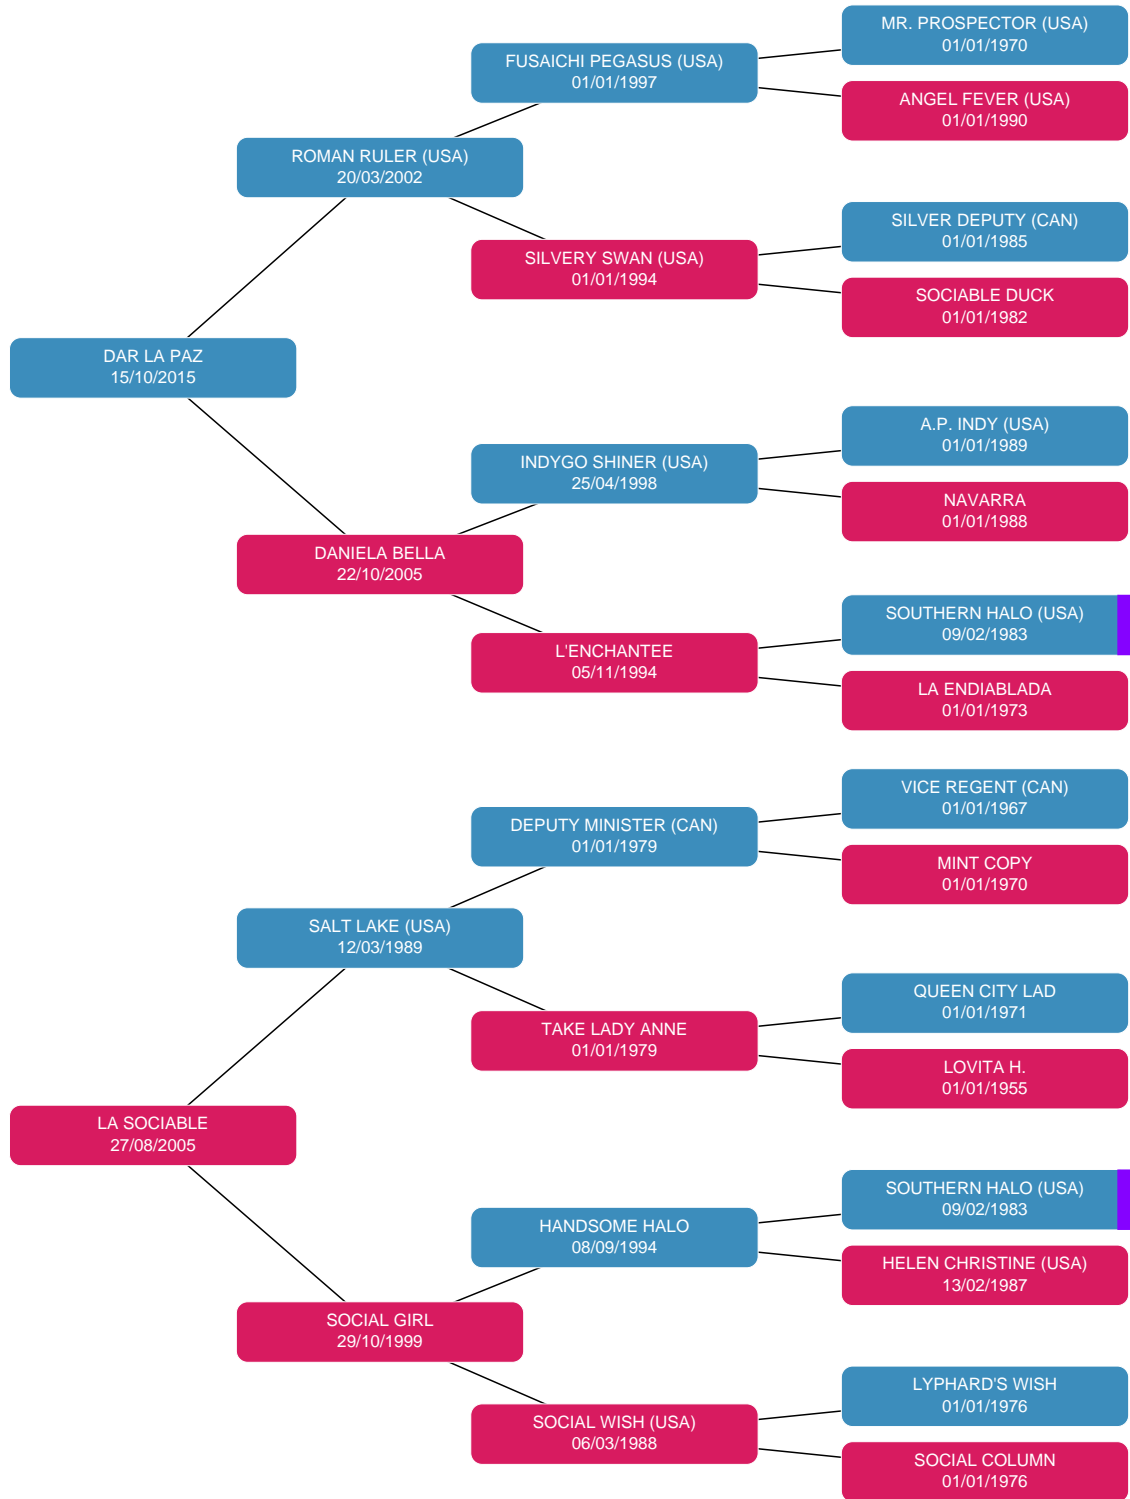 MR. PROSPECTOR (USA)
01/01/1970
FUSAICHI PEGASUS (USA)
01/01/1997
ANGEL FEVER (USA)
01/01/1990
ROMAN RULER (USA)
20/03/2002
SILVER DEPUTY (CAN)
01/01/1985
SILVERY SWAN (USA)
01/01/1994
SOCIABLE DUCK
01/01/1982
DAR LA PAZ
15/10/2015
A.P. INDY (USA)
01/01/1989
INDYGO SHINER (USA)
25/04/1998
NAVARRA
01/01/1988
DANIELA BELLA
22/10/2005
SOUTHERN HALO (USA)
09/02/1983
L'ENCHANTEE
05/11/1994
LA ENDIABLADA
01/01/1973
VICE REGENT (CAN)
01/01/1967
DEPUTY MINISTER (CAN)
01/01/1979
MINT COPY
01/01/1970
SALT LAKE (USA)
12/03/1989
QUEEN CITY LAD
01/01/1971
TAKE LADY ANNE
01/01/1979
LOVITA H.
01/01/1955
LA SOCIABLE
27/08/2005
SOUTHERN HALO (USA)
09/02/1983
HANDSOME HALO
08/09/1994
HELEN CHRISTINE (USA)
13/02/1987
SOCIAL GIRL
29/10/1999
LYPHARD'S WISH
01/01/1976
SOCIAL WISH (USA)
06/03/1988
SOCIAL COLUMN
01/01/1976